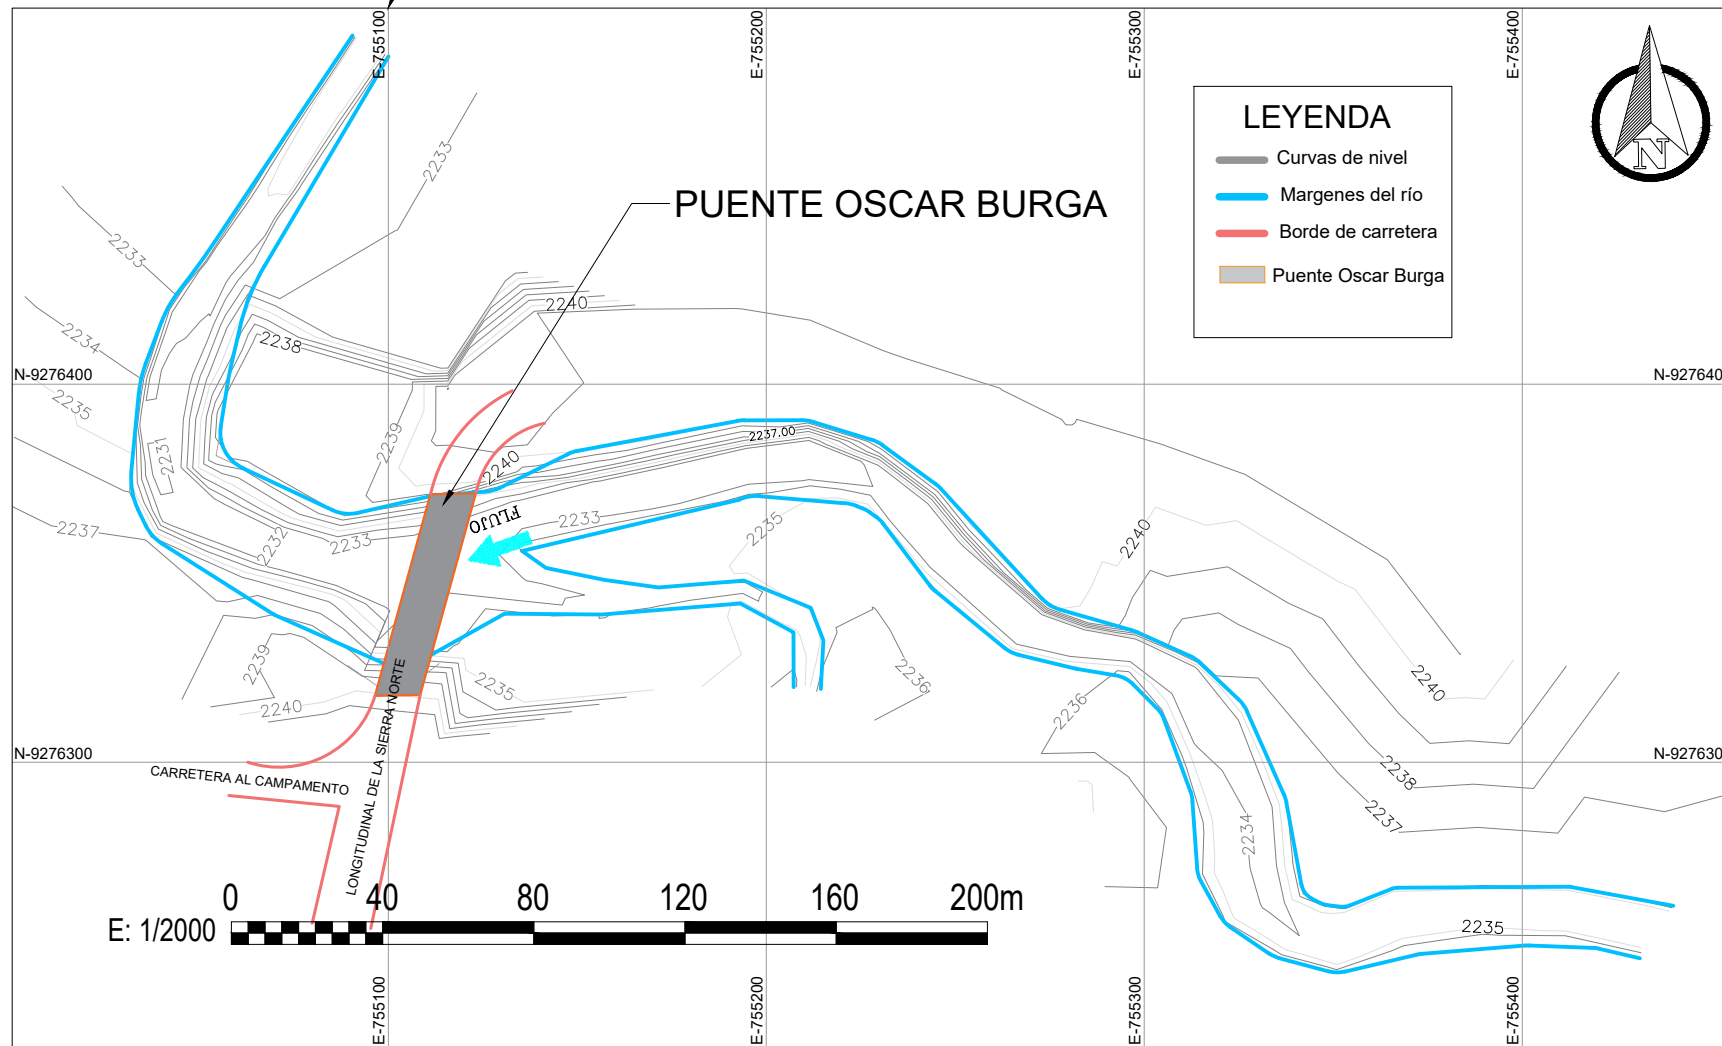 E-755100
E-755200
E-755300
E-755400
LEYENDA
Curvas de nivel
Margenes del río
Borde de carretera
Puente Oscar Burga
N
PUENTE OSCAR BURGA
2233
2233
2240
2234
2238
N-9276400
N-927640
2235
2239
2231
2237.00
2240
FLUJO
2237
2232
2233
2233
2235
2240
2239
2235
2240
2236
2236
2240
N-9276300
N-927630
CARRETERA AL CAMPAMENTO
LONGITUDINAL DE LA SIERRA NORTE
2238
2237
2234
2235
0 40 80 120 160 200m
E: 1/2000
E-755100
E-755200
E-755300
E-755400